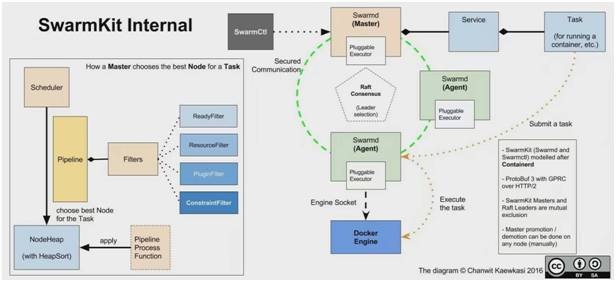 SwarmKit Internal
How a Master chooses the best Node for a Task
Scheduler
Pipeline
Filters
ReadyFilter
ResourceFilter
PluginFilter
ConstraintFilter
choose best Node
for the Task
NodeHeap
(with HeapSort)
apply
Pipeline
Process
Function
SwarmCtl
Swarmd
(Master)
Pluggable
Executor
Service
Task
(for running a
container, etc.)
Secured
Communication
Raft
Consensus
(Leader
selection)
Swarmd
(Agent)
Pluggable
Executor
Swarmd
(Agent)
Pluggable
Executor
Submit a task
Engine Socket
Execute
the task
Docker
Engine
- SwarmKit (Swarmd and
Swarmctl) modelled after
Containerd
- ProtoBuf 3 with GPRC
over HTTP/2
- SwarmKit Masters and
Raft Leaders are mutual
exclusion
- Master promotion /
demotion can be done on
any node (manually)
The diagram © Chanwit Kaewkasi 2016
cc
BY SA